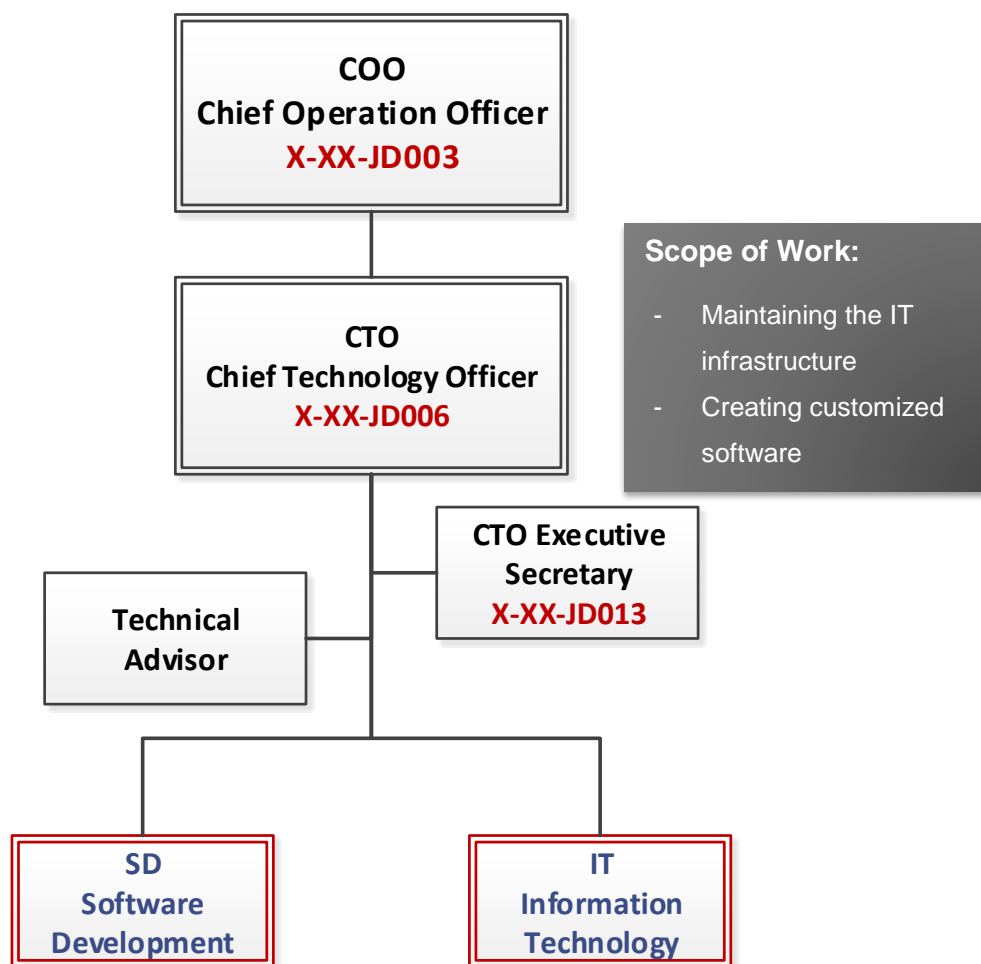 COO
Chief Operation Officer
X-XX-JD003
Scope of Work:
- Maintaining the IT
infrastructure
- Creating customized
software
CTO
Chief Technology Officer
X-XX-JD006
CTO Executive
Secretary
X-XX-JD013
Technical
Advisor
SD
Software
Development
IT
Information
Technology